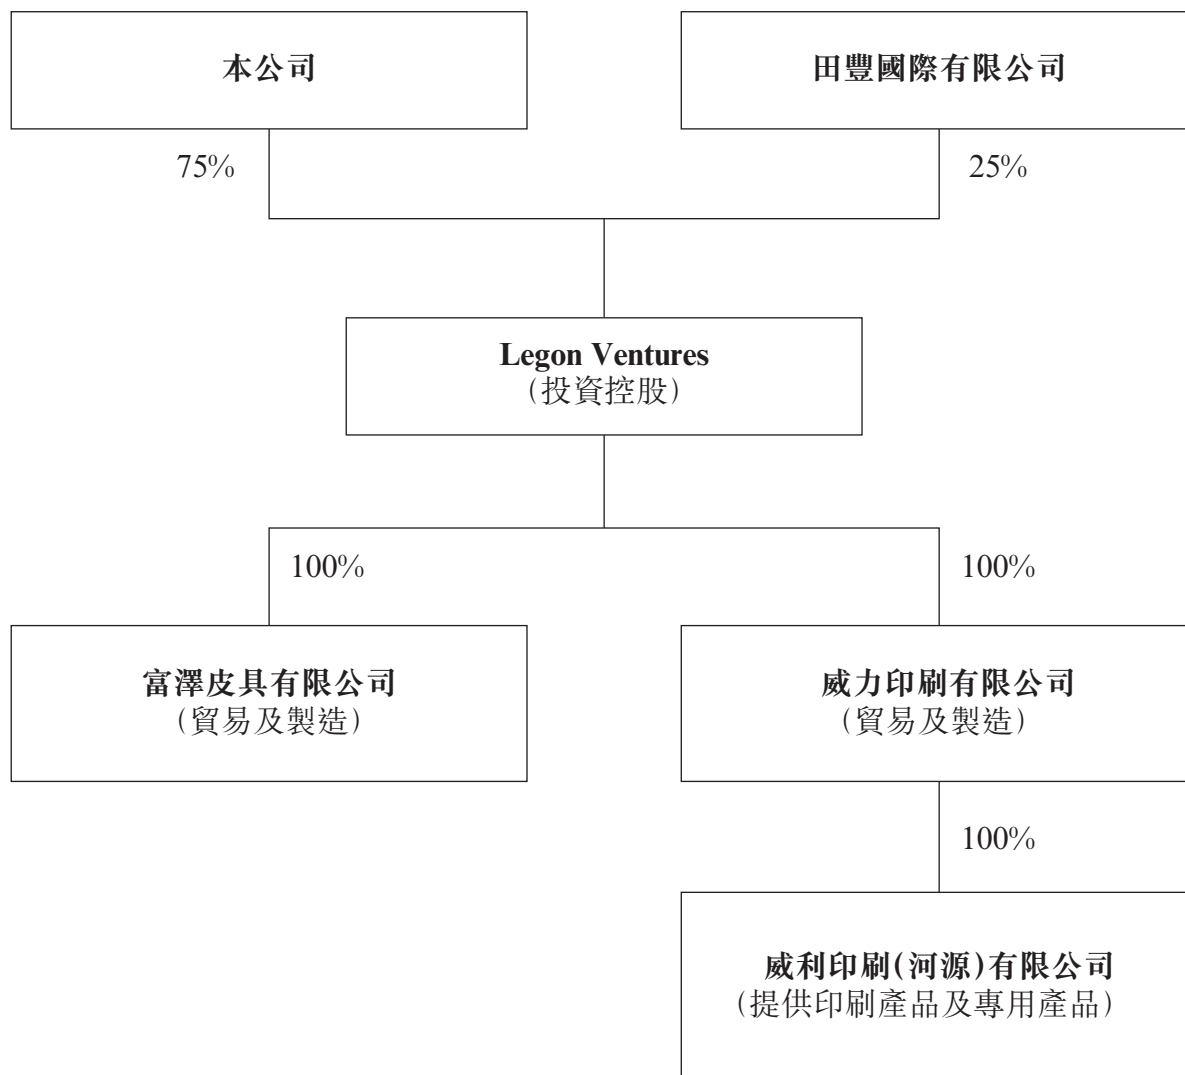 本公司
田豐國際有限公司
75%
25%
Legon Ventures
（投資控股）
100%
100%
富澤皮具有限公司
（貿易及製造）
威力印刷有限公司
（貿易及製造）
100%
威利印刷(河源)有限公司
（提供印刷產品及專用產品）